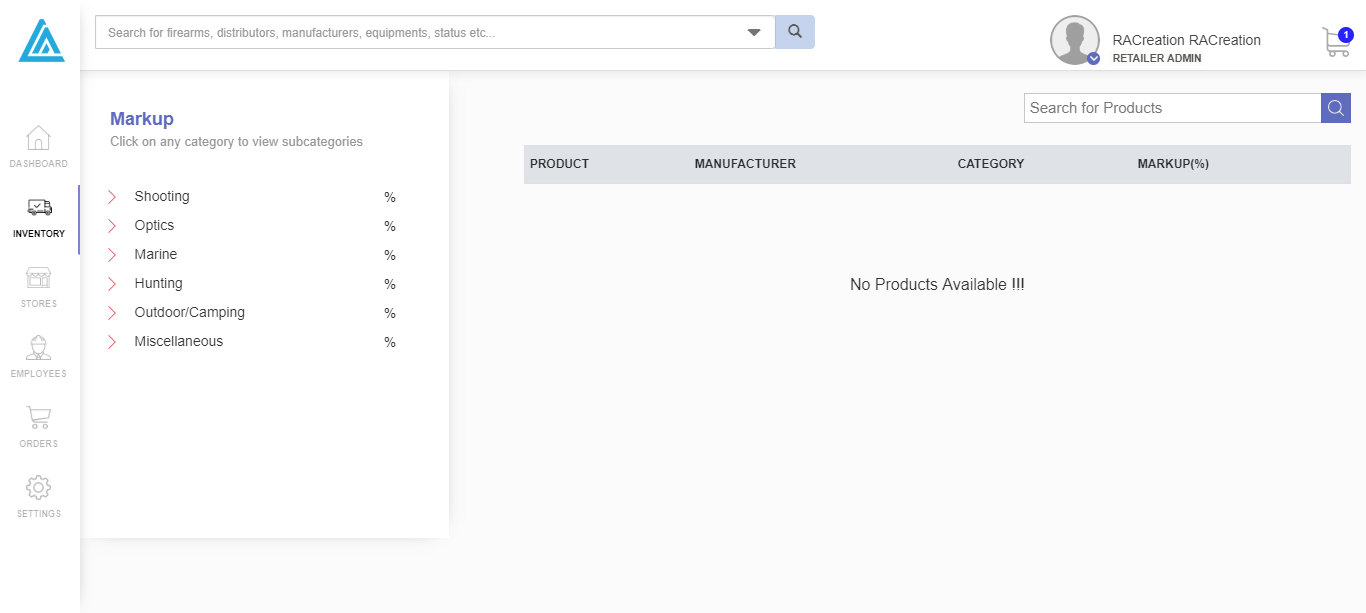 Search for firearms, distributors, manufacturers, equipments, status etc...
RACreation RACreation
RETAILER ADMIN
1
DASHBOARD
INVENTORY
STORES
EMPLOYEES
ORDERS
SETTINGS
Markup
Click on any category to view subcategories
Shooting %
Optics %
Marine %
Hunting %
Outdoor/Camping %
Miscellaneous %
Search for Products
PRODUCT MANUFACTURER CATEGORY MARKUP(%)
No Products Available !!!